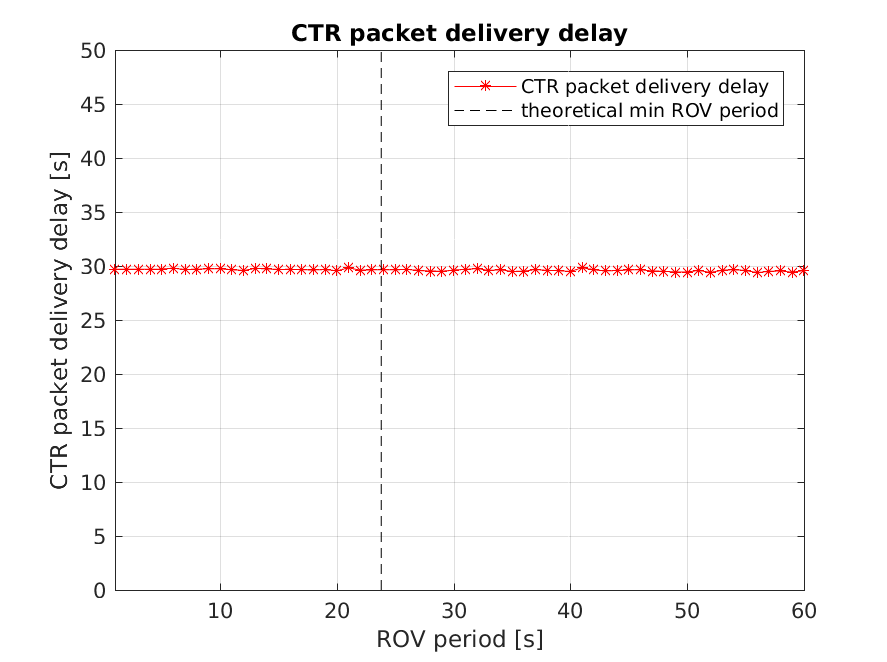 CTR packet delivery delay
50
45
40
35
30
25
20
15
10
5
0
CTR packet delivery delay [s]
CTR packet delivery delay
theoretical min ROV period
10 20 30 40 50 60
ROV period [s]